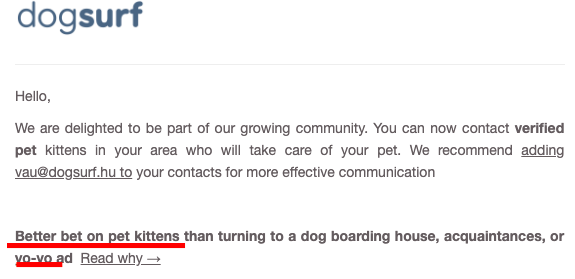 dogsurf
Hello,
We are delighted to be part of our growing community. You can now contact verified
pet kittens in your area who will take care of your pet. We recommend adding
vau@dogsurf.hu to your contacts for more effective communication
Better bet on pet kittens than turning to a dog boarding house, acquaintances, or
yo-yo ad Read why →